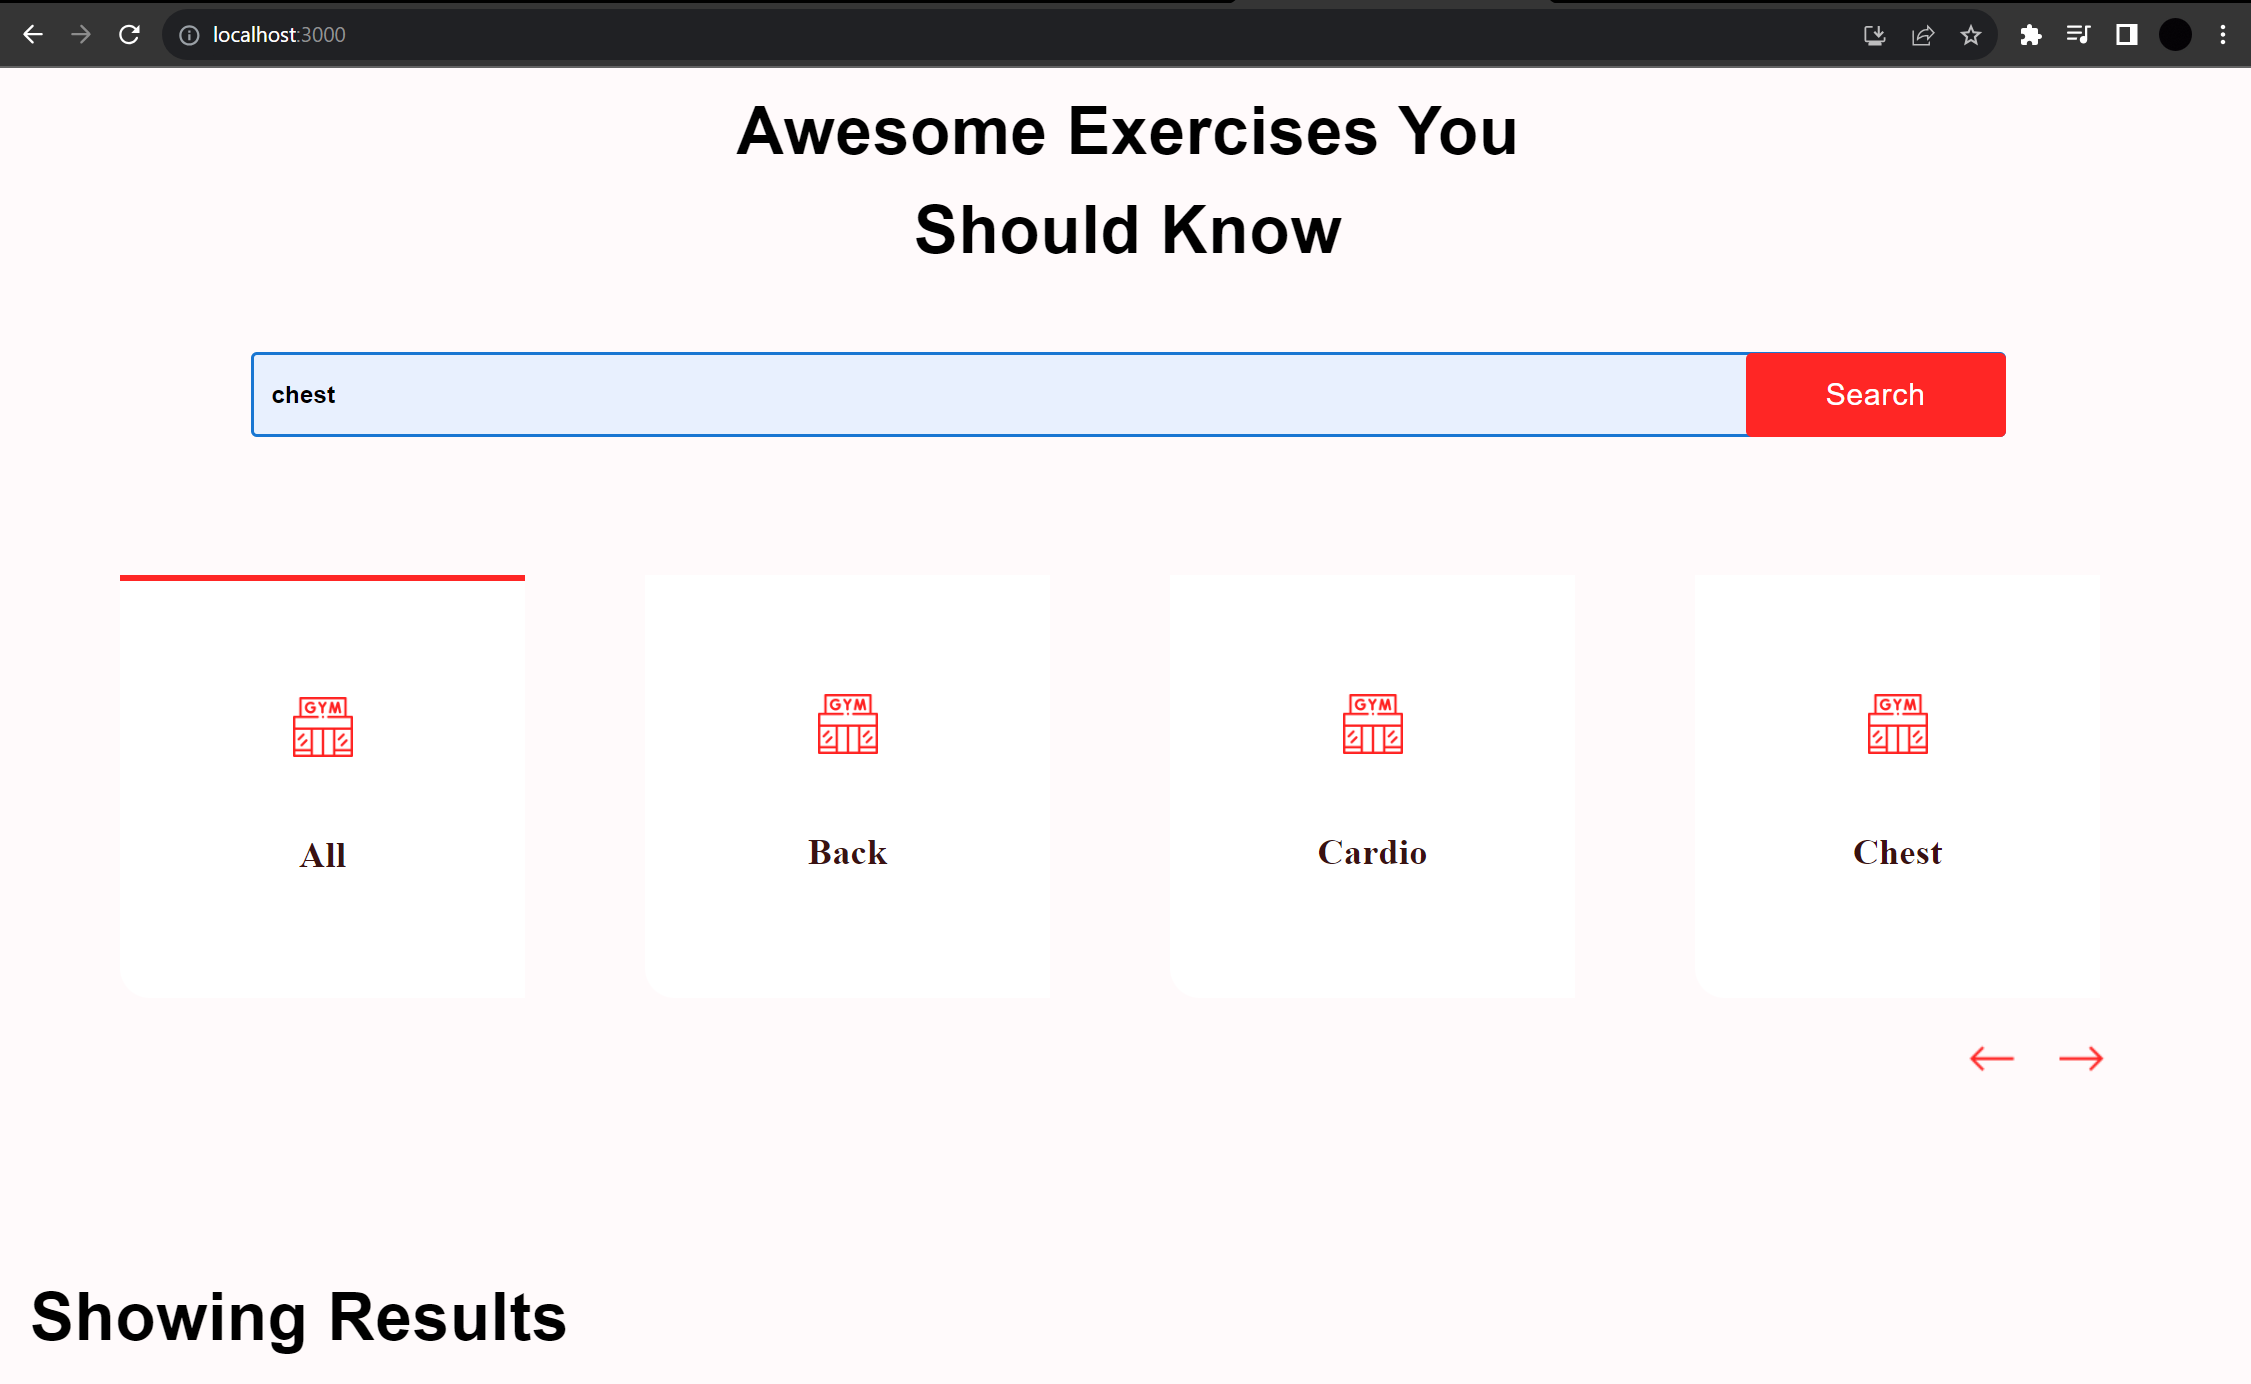 localhost:3000
Awesome Exercises You
Should Know
chest
Search
GYM
GYM
GYM
GYM
All
Back
Cardio
Chest
Showing Results